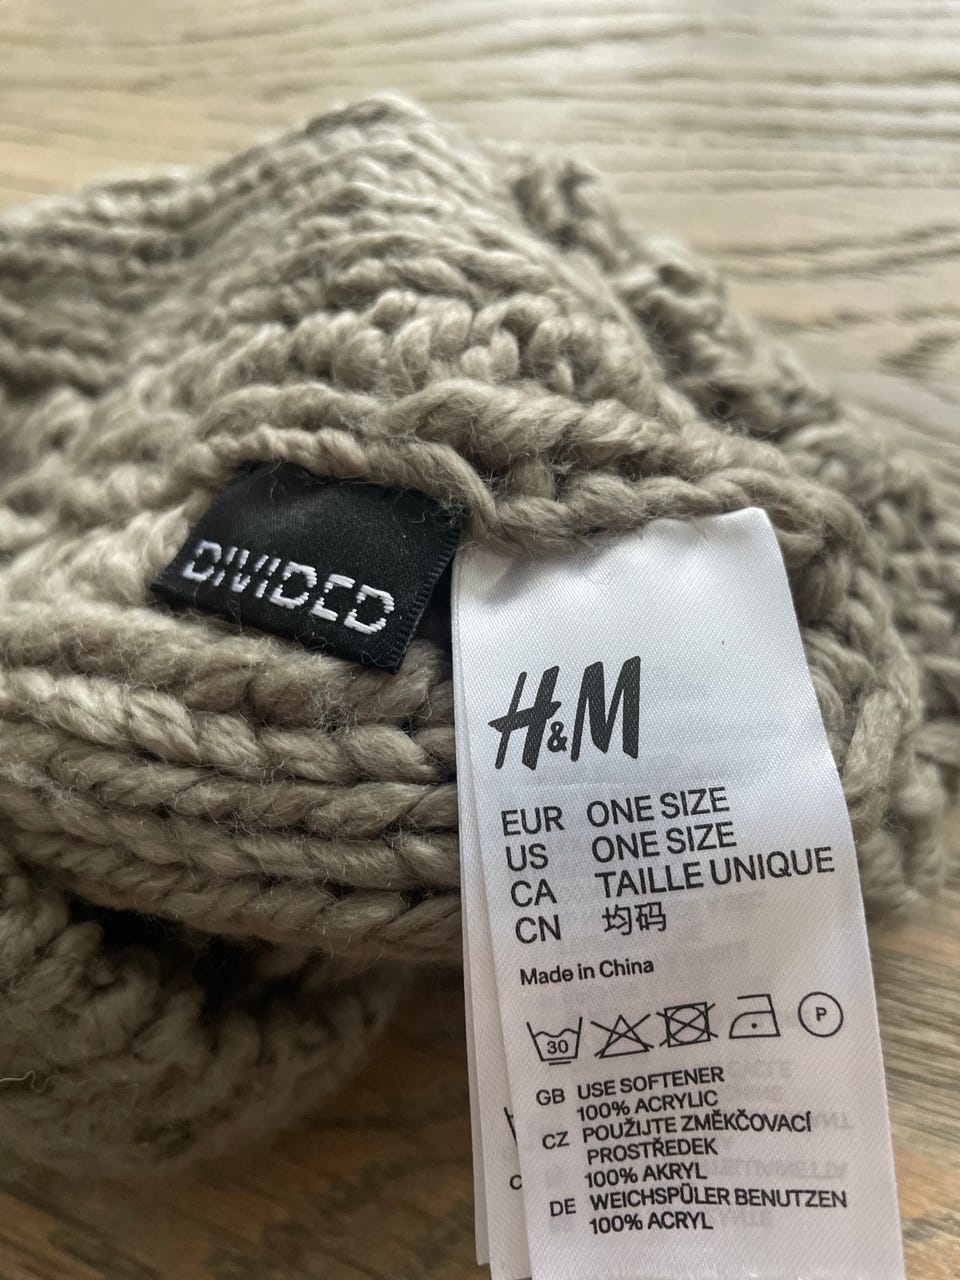 DIVIDED
H&M
EUR ONE SIZE
US ONE SIZE
CA TAILLE UNIQUE
CN 均码
Made in China
30 P
GB USE SOFTENER
100% ACRYLIC
CZ POUŽIJTE ZMĚKČOVACÍ
PROSTŘEDEK
100% AKRYL
DE WEICHSPÜLER BENUTZEN
100% ACRYL